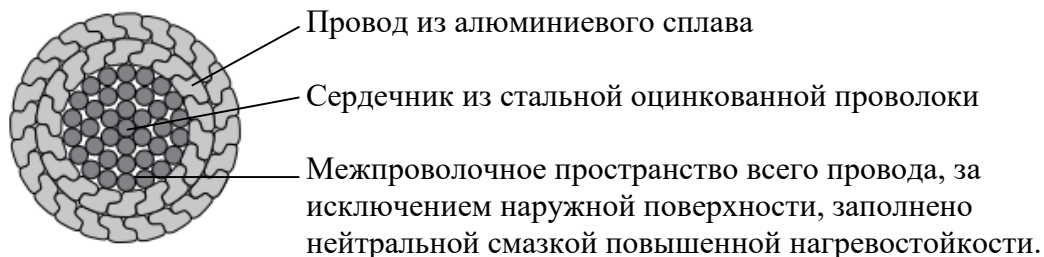 Провод из алюминиевого сплава
Сердечник из стальной оцинкованной проволоки
Межпроволочное пространство всего провода, за
исключением наружной поверхности, заполнено
нейтральной смазкой повышенной нагревостойкости.